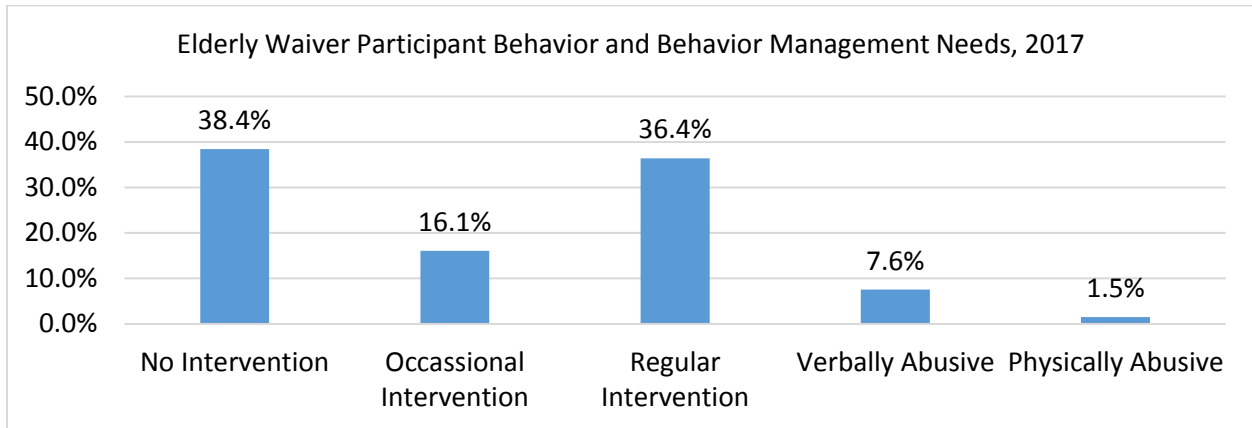 Elderly Waiver Participant Behavior and Behavior Management Needs, 2017
50.0%
40.0%
30.0%
20.0%
10.0%
0.0%
38.4%
16.1%
36.4%
7.6%
1.5%
No Intervention
Occassional
Intervention
Regular
Intervention
Verbally Abusive
Physically Abusive